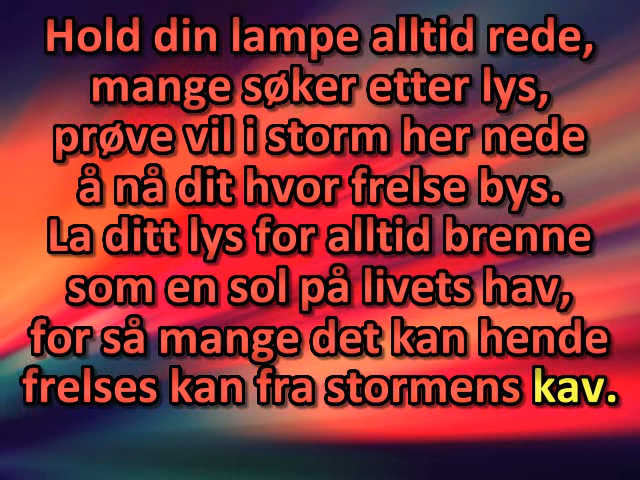 Hold din lampe alltid rede,
mange søker etter lys,
prøve vil i storm her nede
å nå dit hvor frelse bys.
La ditt lys for alltid brenne
som en sol på livets hav,
for så mange det kan hende
frelses kan fra stormens kav.